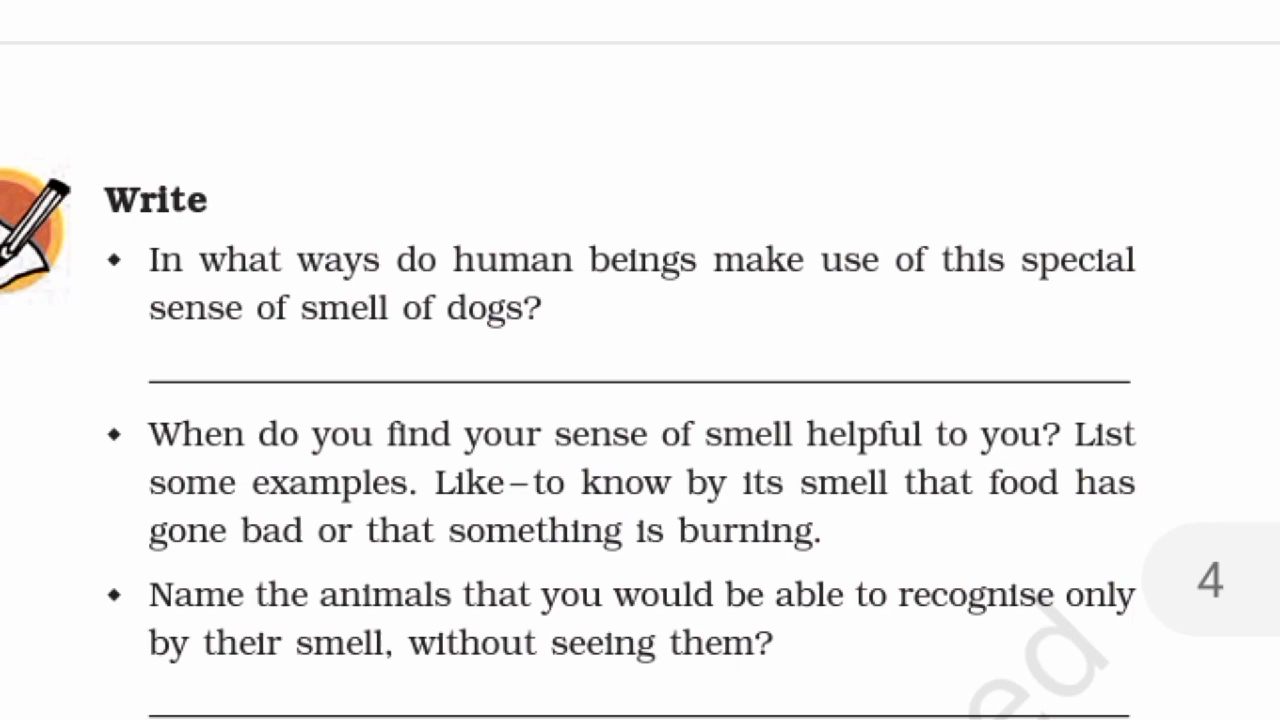 Write
◆ In what ways do human beings make use of this special
sense of smell of dogs?
◆ When do you find your sense of smell helpful to you? List
some examples. Like–to know by its smell that food has
gone bad or that something is burning.
4
◆ Name the animals that you would be able to recognise only
by their smell, without seeing them?
ed